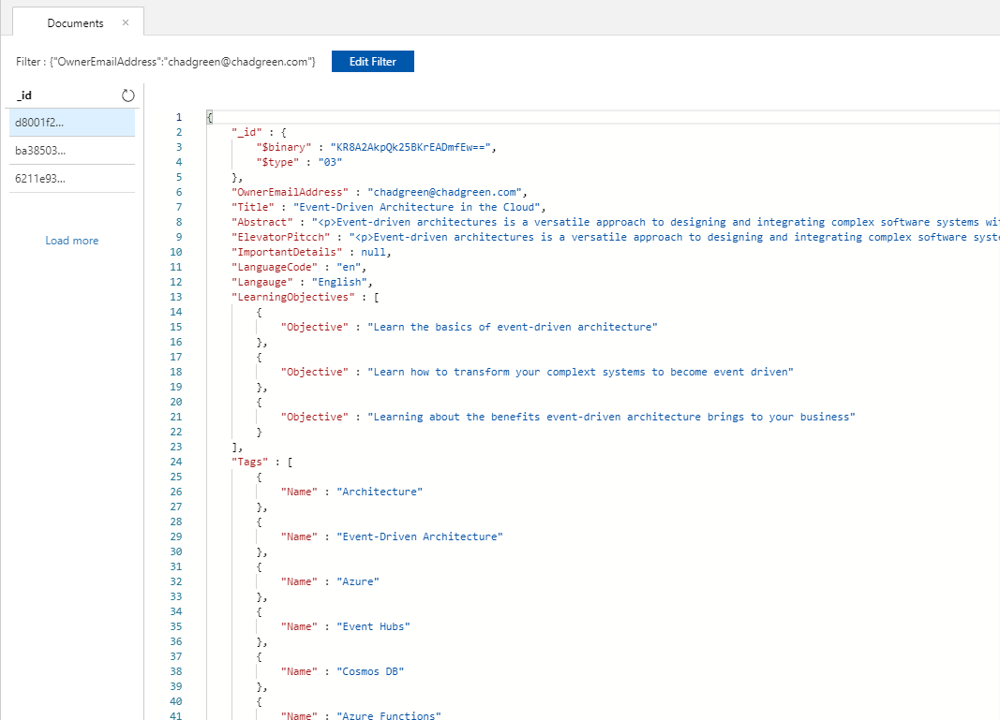 Documents ×
Filter : {"OwnerEmailAddress":"chadgreen@chadgreen.com"} Edit Filter
_id
d8001f2...
ba38503...
6211e93...
Load more
1 {
2 "_id" : {
3 "$binary" : "KR8A2AkpQk25BKrEADmfEw==",
4 "$type" : "03"
5 },
6 "OwnerEmailAddress" : "chadgreen@chadgreen.com",
7 "Title" : "Event-Driven Architecture in the Cloud",
8 "Abstract" : "<p>Event-driven architectures is a versatile approach to designing and integrating complex software systems wi
9 "ElevatorPitcch" : "<p>Event-driven architectures is a versatile approach to designing and integrating complex software syst
10 "ImportantDetails" : null,
11 "LanguageCode" : "en",
12 "Langauge" : "English",
13 "LearningObjectives" : [
14 {
15 "Objective" : "Learn the basics of event-driven architecture"
16 },
17 {
18 "Objective" : "Learn how to transform your complext systems to become event driven"
19 },
20 {
21 "Objective" : "Learning about the benefits event-driven architecture brings to your business"
22 }
23 ],
24 "Tags" : [
25 {
26 "Name" : "Architecture"
27 },
28 {
29 "Name" : "Event-Driven Architecture"
30 },
31 {
32 "Name" : "Azure"
33 },
34 {
35 "Name" : "Event Hubs"
36 },
37 {
38 "Name" : "Cosmos DB"
39 },
40 {
41 "Name" : "Azure Functions"